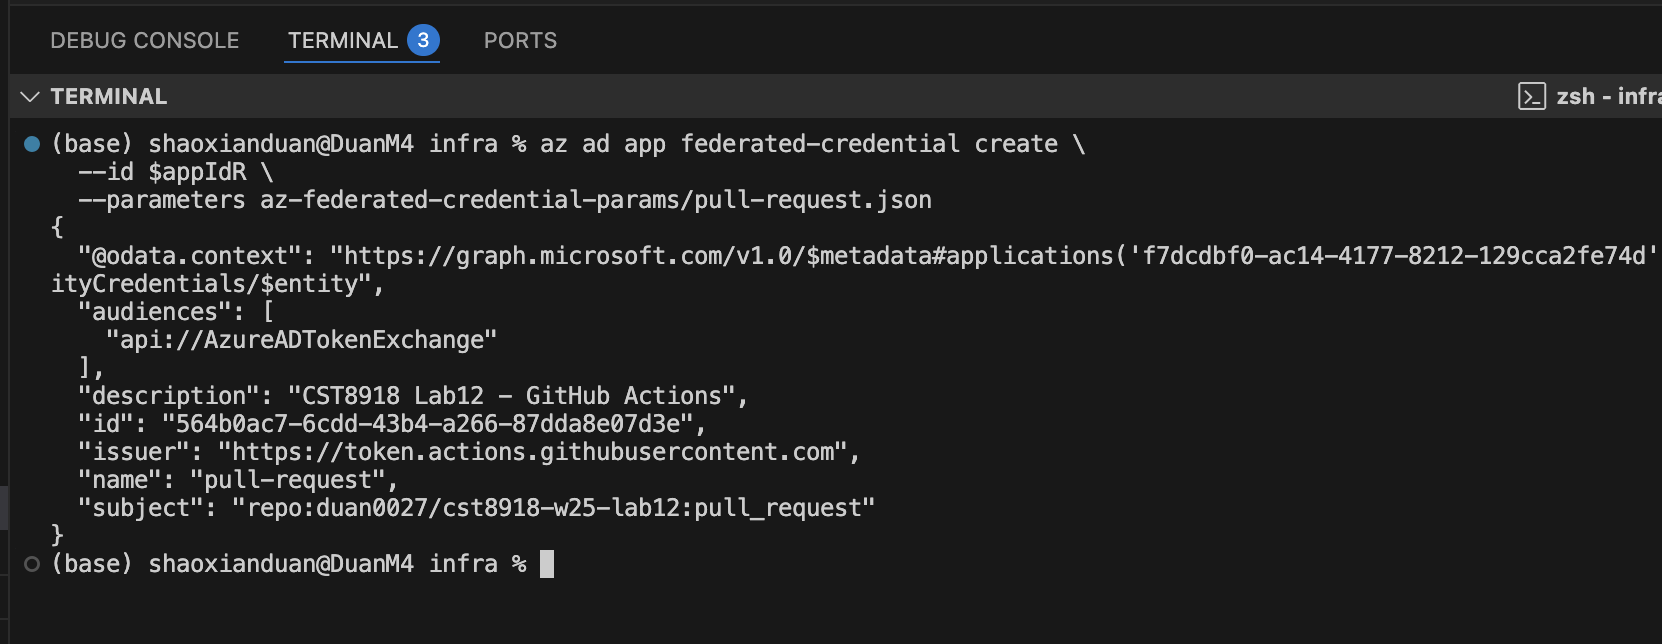 DEBUG CONSOLE TERMINAL 3 PORTS
TERMINAL zsh - infra
(base) shaoxianduan@DuanM4 infra % az ad app federated-credential create \
--id $appIdR \
--parameters az-federated-credential-params/pull-request.json
{
"@odata.context": "https://graph.microsoft.com/v1.0/$metadata#applications('f7dcdbf0-ac14-4177-8212-129cca2fe74d'
ityCredentials/$entity",
"audiences": [
"api://AzureADTokenExchange"
],
"description": "CST8918 Lab12 - GitHub Actions",
"id": "564b0ac7-6cdd-43b4-a266-87dda8e07d3e",
"issuer": "https://token.actions.githubusercontent.com",
"name": "pull-request",
"subject": "repo:duan0027/cst8918-w25-lab12:pull_request"
}
(base) shaoxianduan@DuanM4 infra %